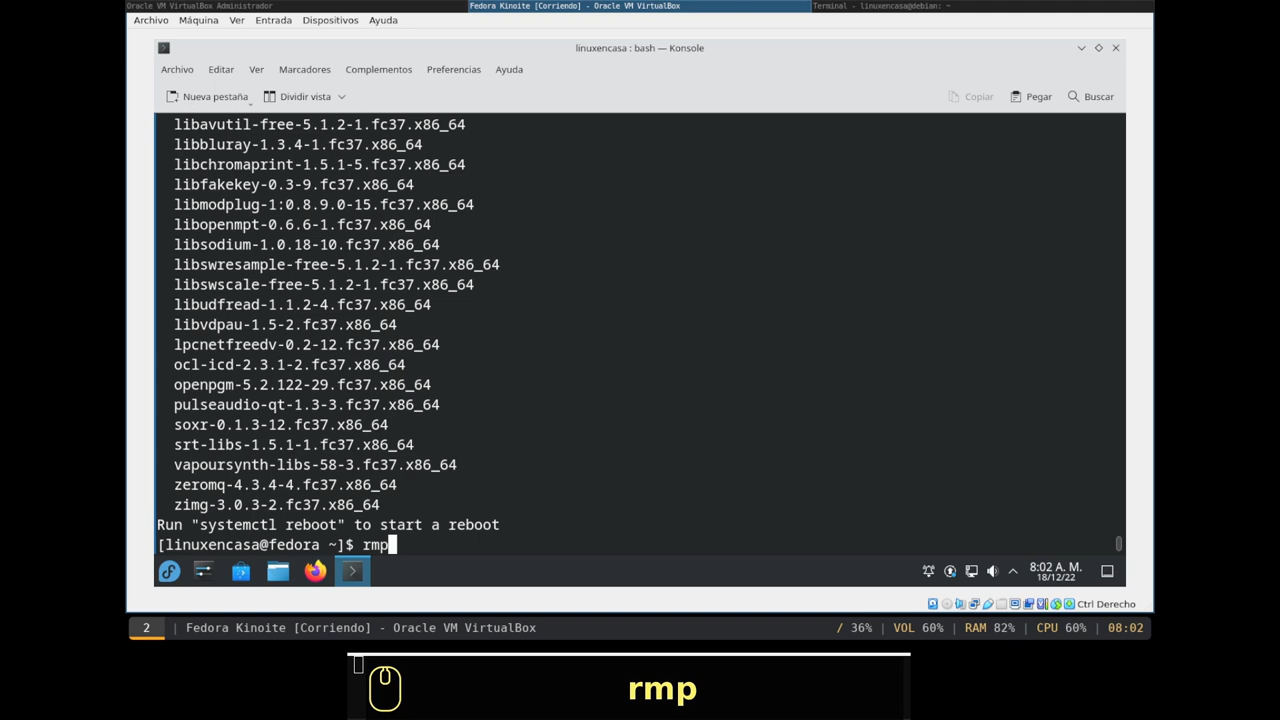 Oracle VM VirtualBox Administrador
Fedora Kinoite [Corriendo] - Oracle VM VirtualBox
Terminal - linuxencasa@debian: ~
Archivo Máquina Ver Entrada Dispositivos Ayuda
linuxencasa : bash — Konsole
Archivo Editar Ver Marcadores Complementos Preferencias Ayuda
Nueva pestaña Dividir vista Copiar Pegar Buscar
libavutil-free-5.1.2-1.fc37.x86_64
libbluray-1.3.4-1.fc37.x86_64
libchromaprint-1.5.1-5.fc37.x86_64
libfakekey-0.3-9.fc37.x86_64
libmodplug-1:0.8.9.0-15.fc37.x86_64
libopenmpt-0.6.6-1.fc37.x86_64
libsodium-1.0.18-10.fc37.x86_64
libswresample-free-5.1.2-1.fc37.x86_64
libswscale-free-5.1.2-1.fc37.x86_64
libudfread-1.1.2-4.fc37.x86_64
libvdpau-1.5-2.fc37.x86_64
lpcnetfreedv-0.2-12.fc37.x86_64
ocl-icd-2.3.1-2.fc37.x86_64
openpgm-5.2.122-29.fc37.x86_64
pulseaudio-qt-1.3-3.fc37.x86_64
soxr-0.1.3-12.fc37.x86_64
srt-libs-1.5.1-1.fc37.x86_64
vapoursynth-libs-58-3.fc37.x86_64
zeromq-4.3.4-4.fc37.x86_64
zimg-3.0.3-2.fc37.x86_64
Run "systemctl reboot" to start a reboot
[linuxencasa@fedora ~]$ rmp
8:02 A. M.
18/12/22
Ctrl Derecho
2 | Fedora Kinoite [Corriendo] - Oracle VM VirtualBox / 36% | VOL 60% | RAM 82% | CPU 60% | 08:02
rmp